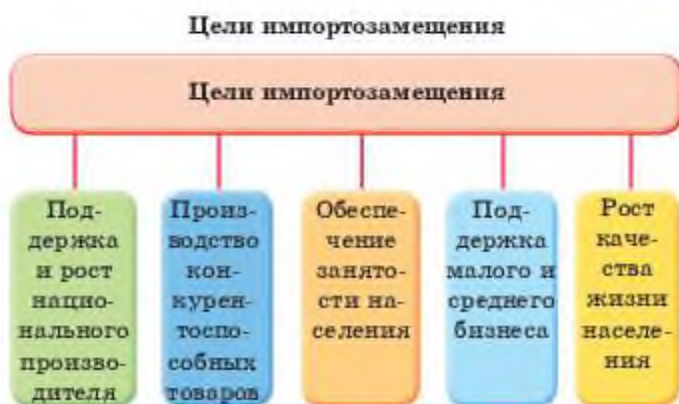 Цели импортозамещения
Цели импортозамещения
Под-
держка
и рост
нацио-
нального
произво-
дителя
Произ-
водство
кон-
курен-
тоспо-
собных
товаров
Обеспе-
чение
занято-
сти на-
селения
Под-
держка
малого и
среднего
бизнеса
Рост
каче-
ства
жизни
населе-
ния